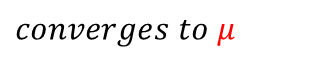 converges to μ